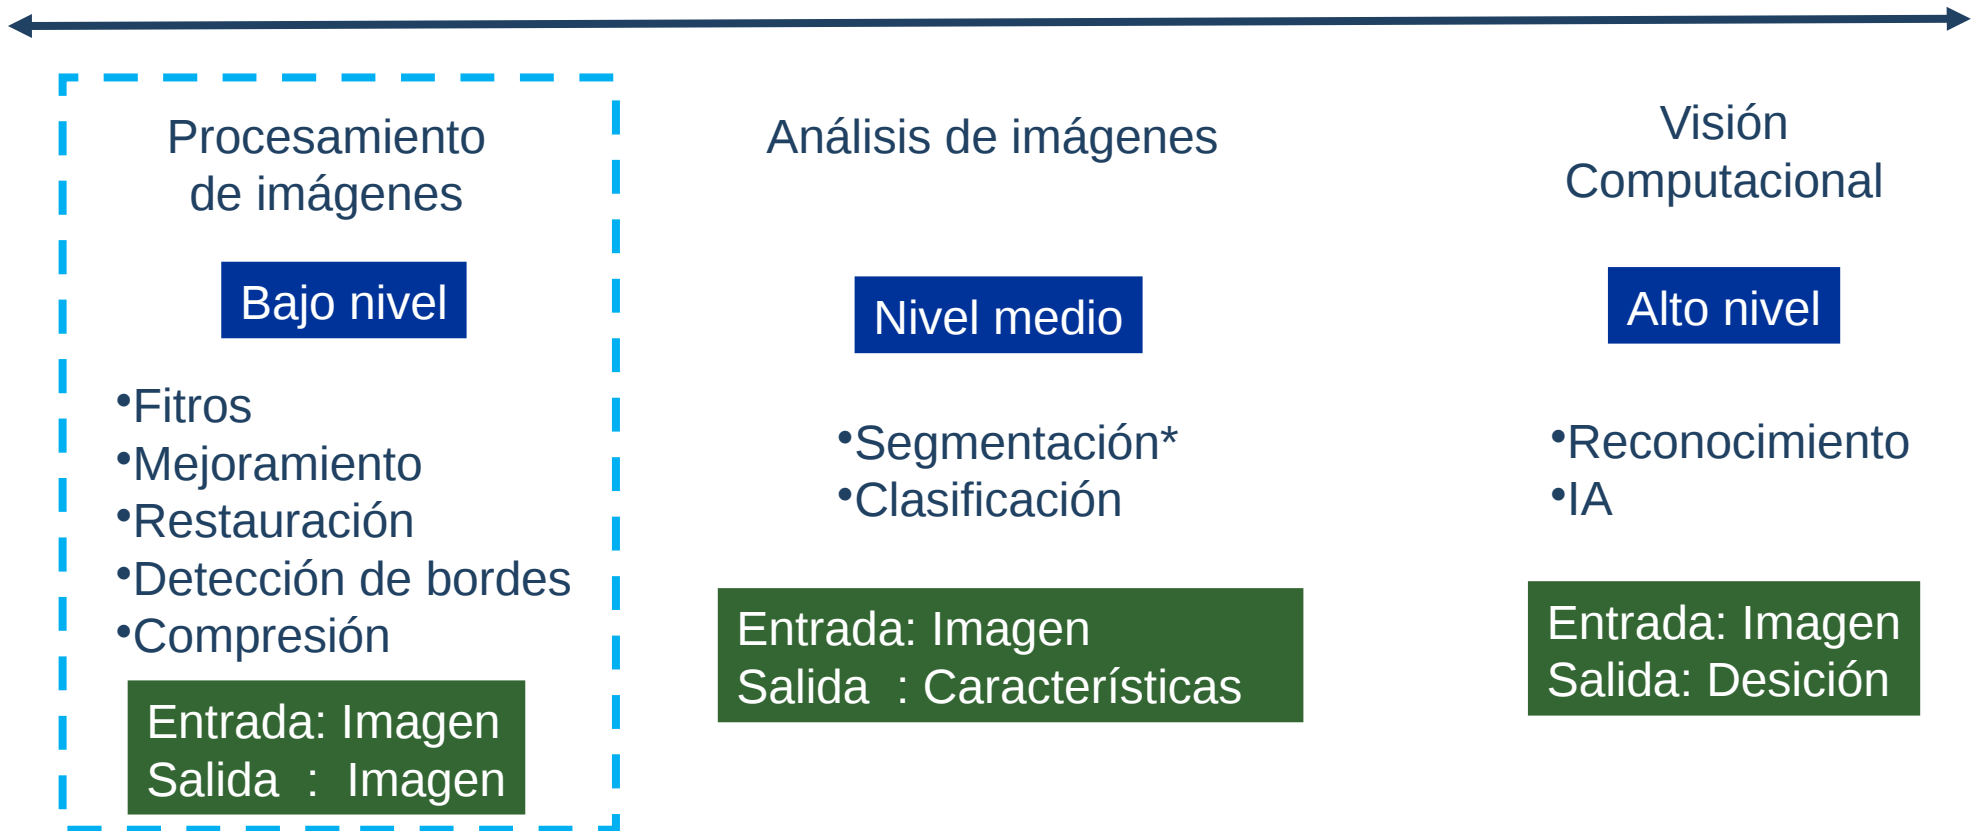 Procesamiento
de imágenes
Bajo nivel
•Fitros
•Mejoramiento
•Restauración
•Detección de bordes
•Compresión
Entrada: Imagen
Salida  :  Imagen
Análisis de imágenes
Nivel medio
•Segmentación*
•Clasificación
Entrada: Imagen
Salida  : Características
Visión
Computacional
Alto nivel
•Reconocimiento
•IA
Entrada: Imagen
Salida: Desición